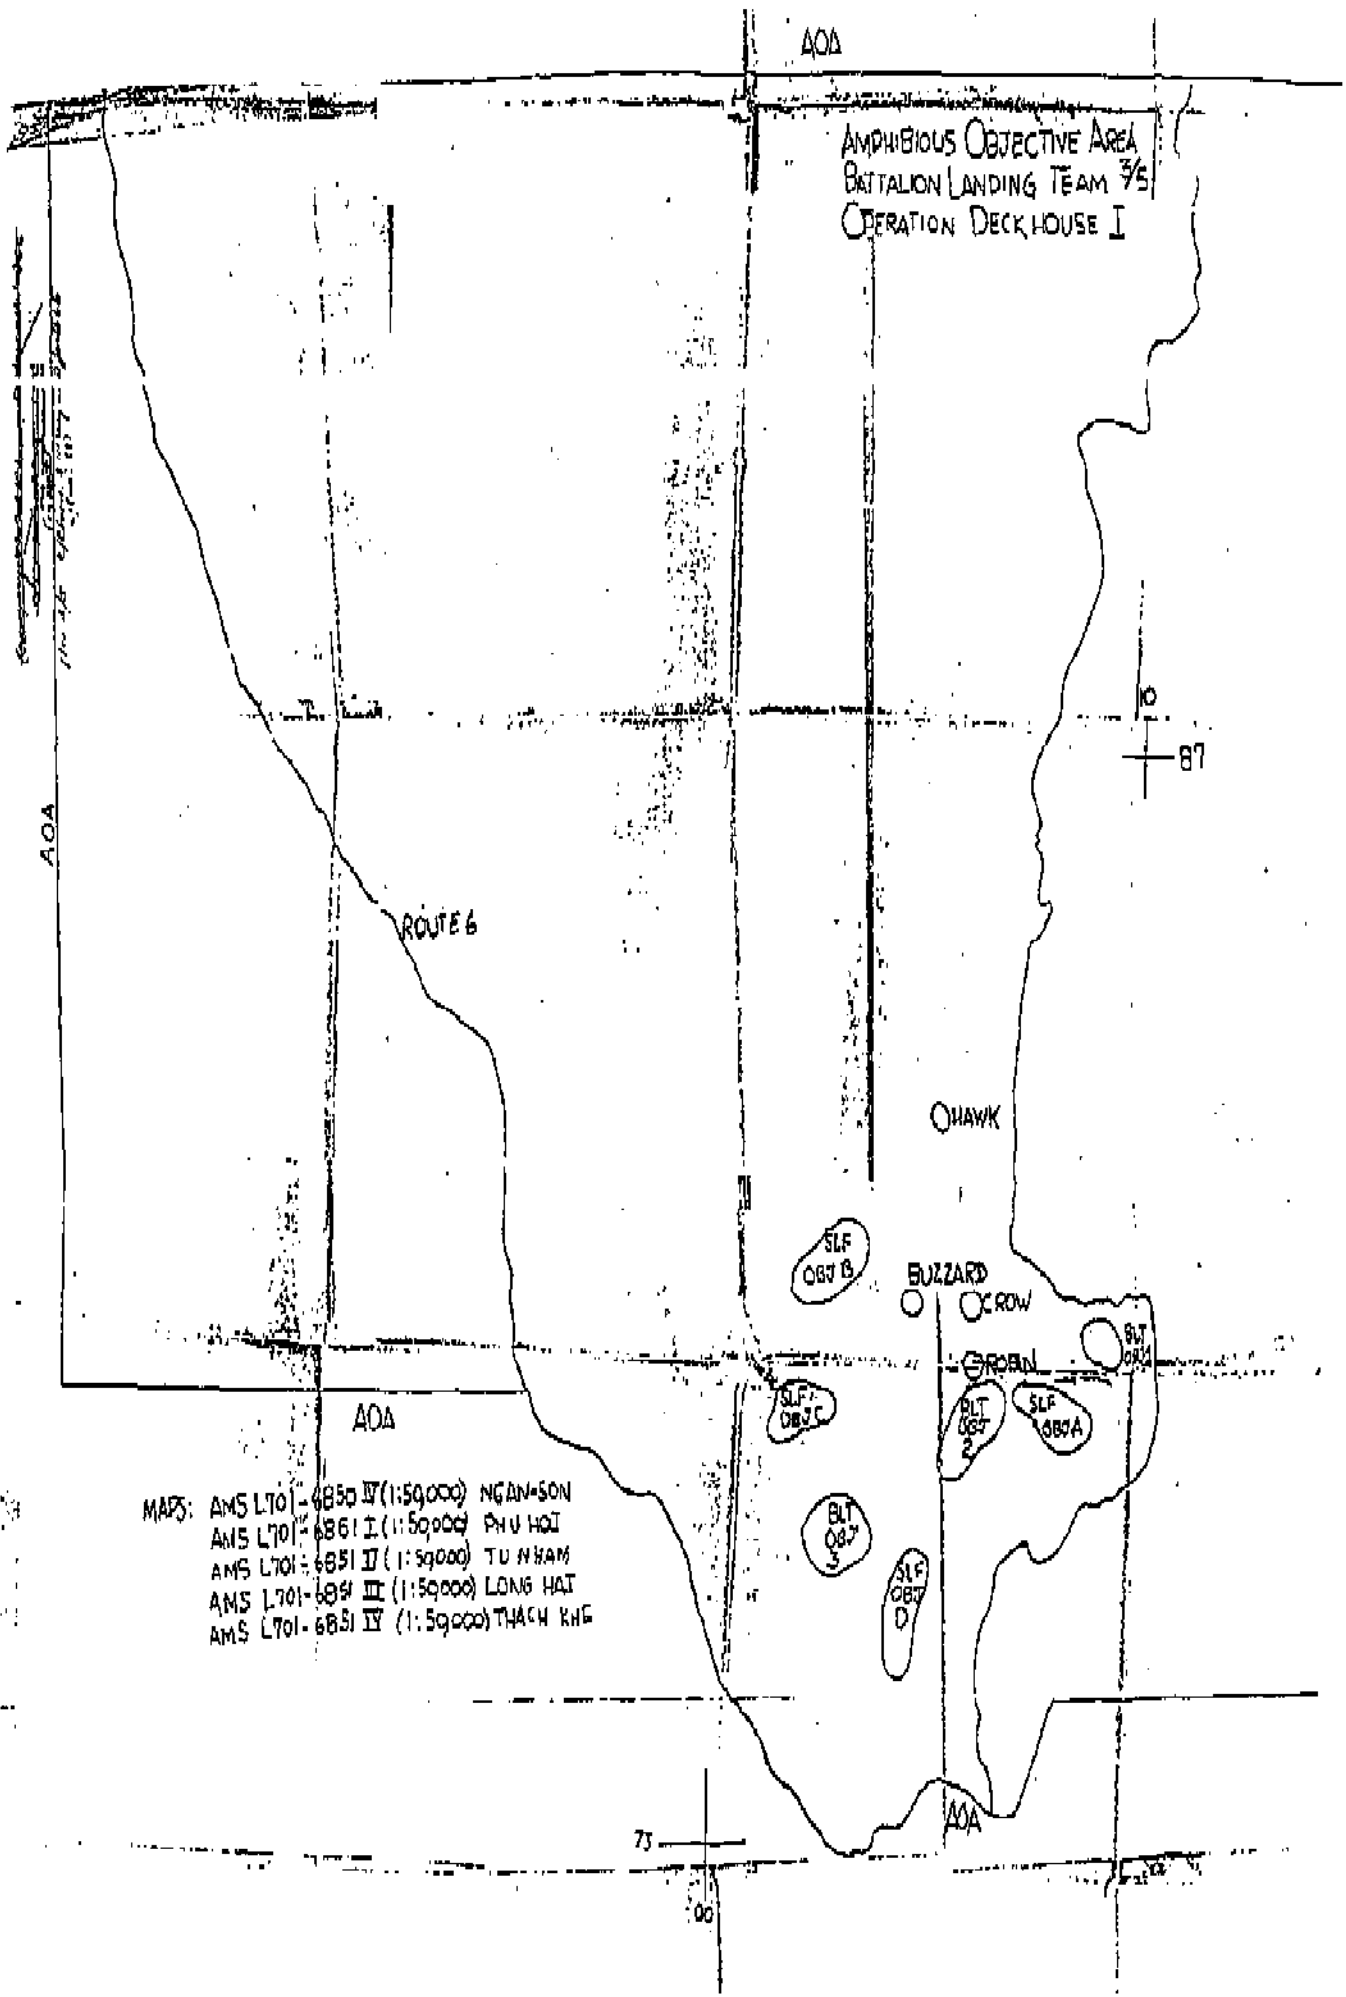 AOA
AMPHIBIOUS OBJECTIVE AREA
BATTALION LANDING TEAM 3/5
OPERATION DECKHOUSE I
10
87
AOA
ROUTE 6
HAWK
SLF
OBJ B
BUZZARD
CROW
BLT
ROBIN
SLF
OBJ C
BLT
OBJ
2
SLF
OBJ A
AOA
MAPS: AMS L701-6850 IV (1:50,000) NGAN-SON
AMS L701-6861 I (1:50,000) PHU HOI
AMS L701-6851 IV (1:50,000) TU NHAM
AMS L701-6851 III (1:50,000) LONG HAI
AMS L701-6851 IV (1:50,000) THACH KHE
BLT
OBJ
3
SLF
OBJ
D
AOA
73
00